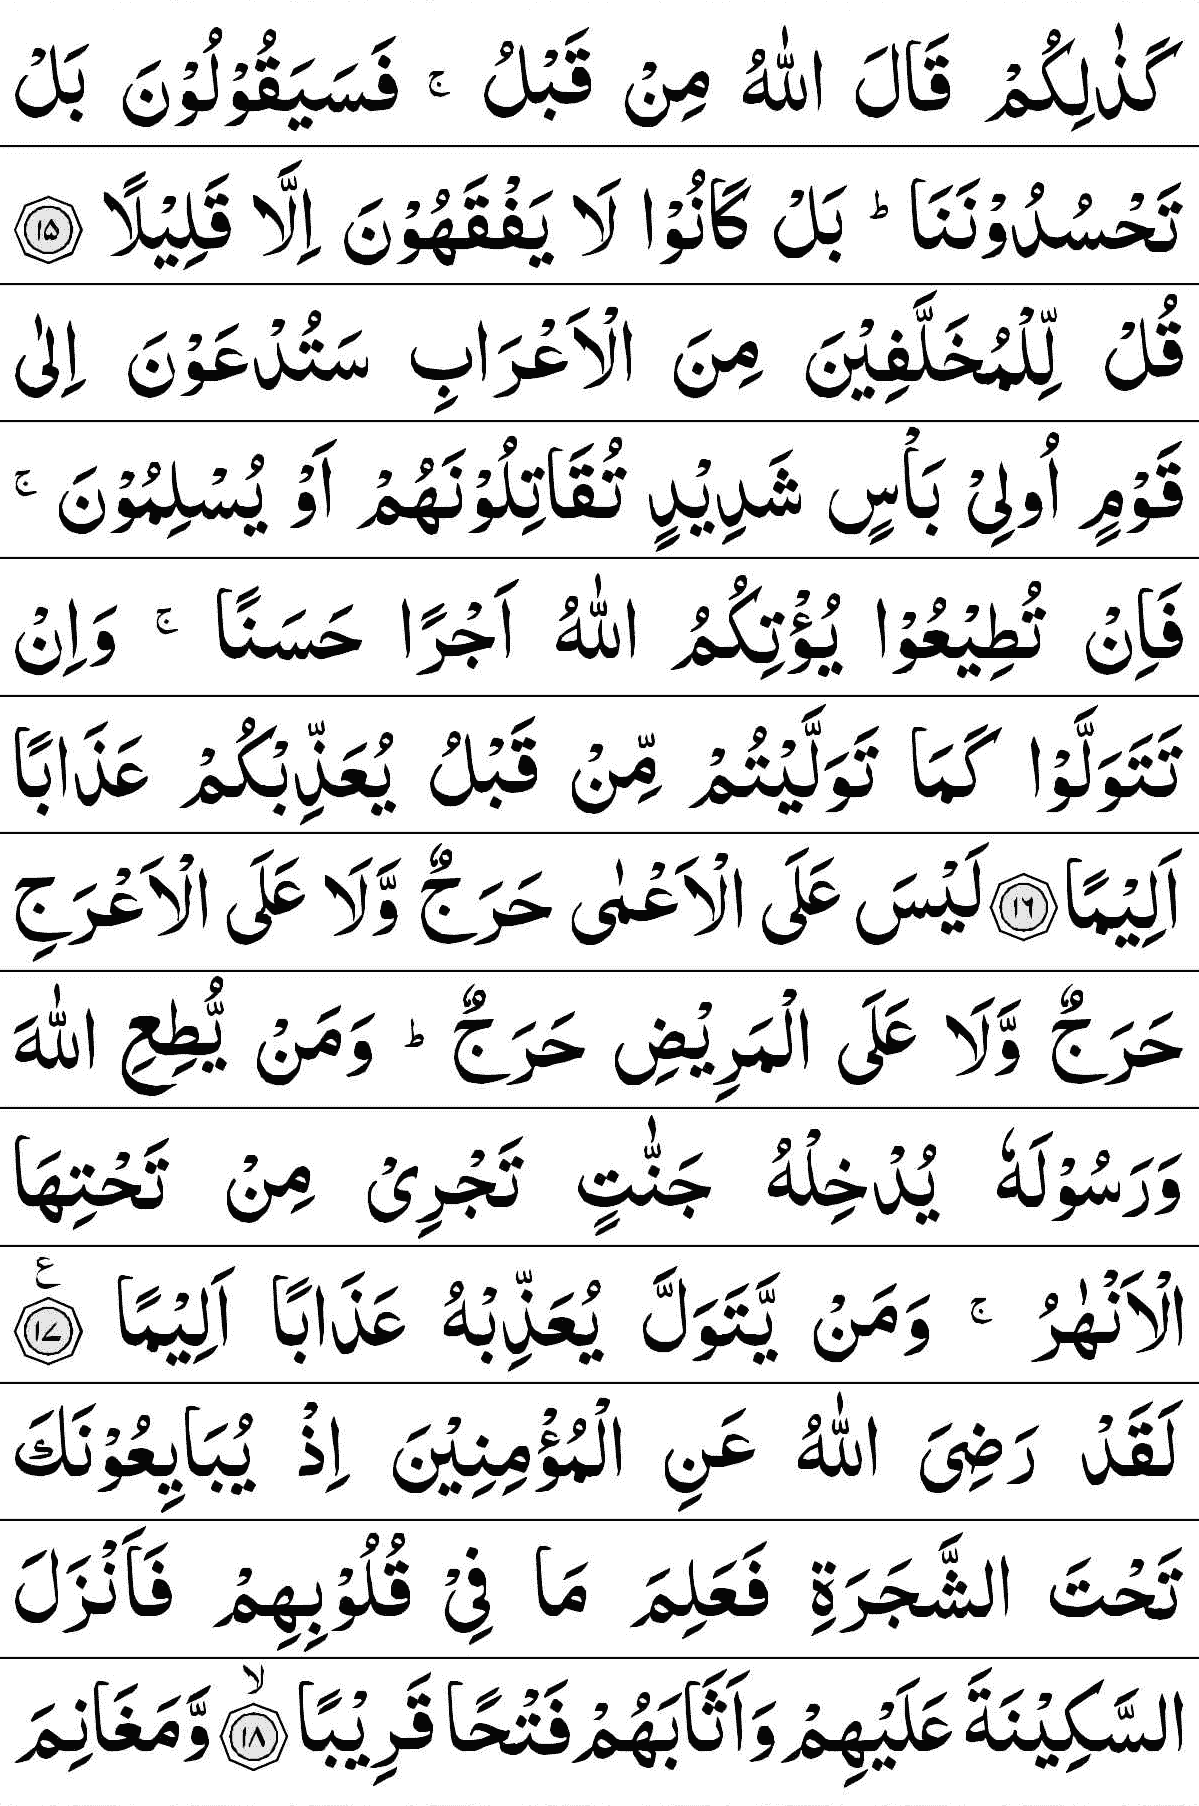 كَذٰلِكُمْ قَالَ اللّٰهُ مِنْ قَبْلُ ۚ فَسَيَقُوْلُوْنَ بَلْ
تَحْسُدُوْنَنَا ؕ بَلْ كَانُوْا لَا يَفْقَهُوْنَ اِلَّا قَلِيْلًا ﴿۱۵﴾
قُلْ لِّلْمُخَلَّفِيْنَ مِنَ الْاَعْرَابِ سَتُدْعَوْنَ اِلٰى
قَوْمٍ اُولِيْ بَاْسٍ شَدِيْدٍ تُقَاتِلُوْنَهُمْ اَوْ يُسْلِمُوْنَ ۚ
فَاِنْ تُطِيْعُوْا يُؤْتِكُمُ اللّٰهُ اَجْرًا حَسَنًا ۚ وَاِنْ
تَتَوَلَّوْا كَمَا تَوَلَّيْتُمْ مِّنْ قَبْلُ يُعَذِّبْكُمْ عَذَابًا
اَلِيْمًا ﴿۱۶﴾ لَيْسَ عَلَى الْاَعْمٰى حَرَجٌ وَّلَا عَلَى الْاَعْرَجِ
حَرَجٌ وَّلَا عَلَى الْمَرِيْضِ حَرَجٌ ؕ وَمَنْ يُّطِعِ اللّٰهَ
وَرَسُوْلَهٗ يُدْخِلْهُ جَنّٰتٍ تَجْرِيْ مِنْ تَحْتِهَا
الْاَنْهٰرُ ۚ وَمَنْ يَّتَوَلَّ يُعَذِّبْهُ عَذَابًا اَلِيْمًا ﴿۱۷﴾ ع
لَقَدْ رَضِيَ اللّٰهُ عَنِ الْمُؤْمِنِيْنَ اِذْ يُبَايِعُوْنَكَ
تَحْتَ الشَّجَرَةِ فَعَلِمَ مَا فِيْ قُلُوْبِهِمْ فَاَنْزَلَ
السَّكِيْنَةَ عَلَيْهِمْ وَاَثَابَهُمْ فَتْحًا قَرِيْبًا ﴿۱۸﴾ ۙ وَّمَغَانِمَ